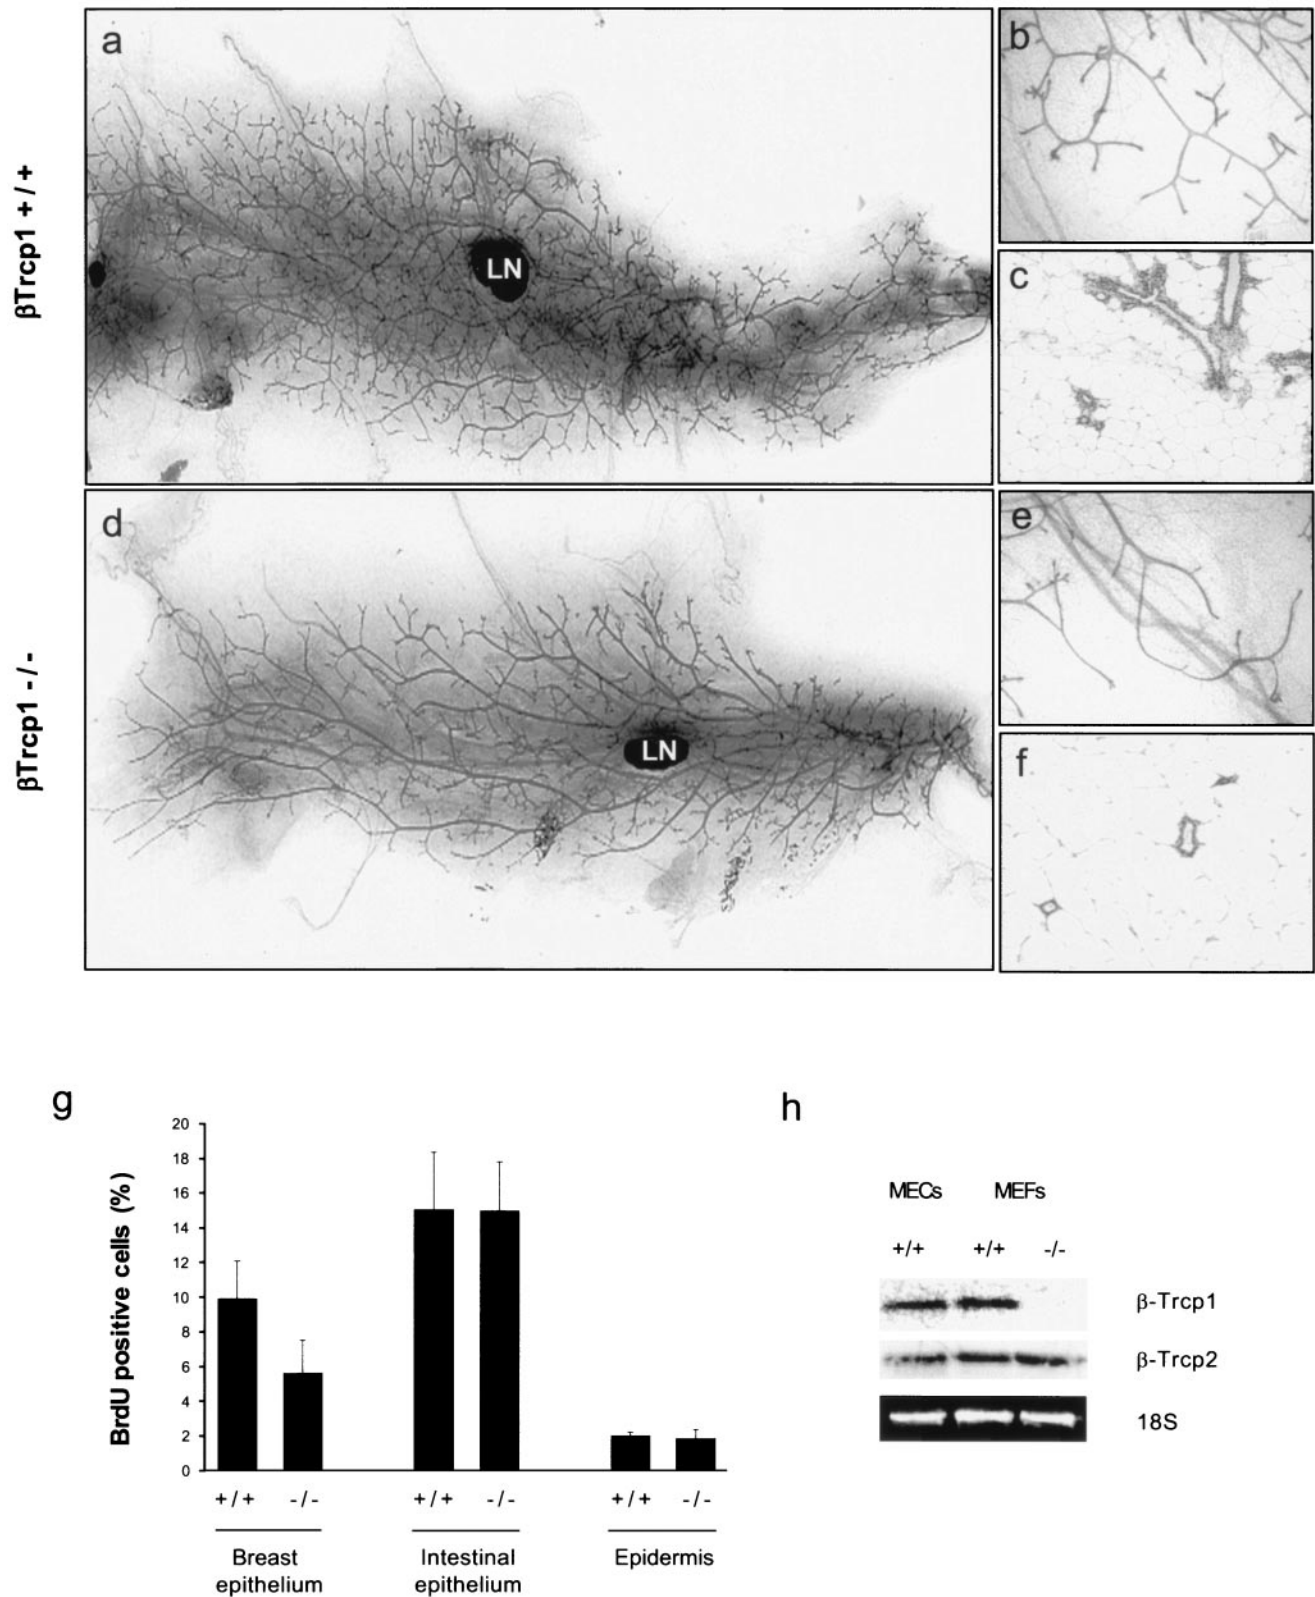 a
LN
b
c
βTrcp1 +/+
d
LN
e
f
βTrcp1 -/-
g
BrdU positive cells (%)
20
18
16
14
12
10
8
6
4
2
0
+/+ -/- +/+ -/- +/+ -/-
Breast epithelium
Intestinal epithelium
Epidermis
h
MECs MEFs
+/+ +/+ -/-
β-Trcp1
β-Trcp2
18S